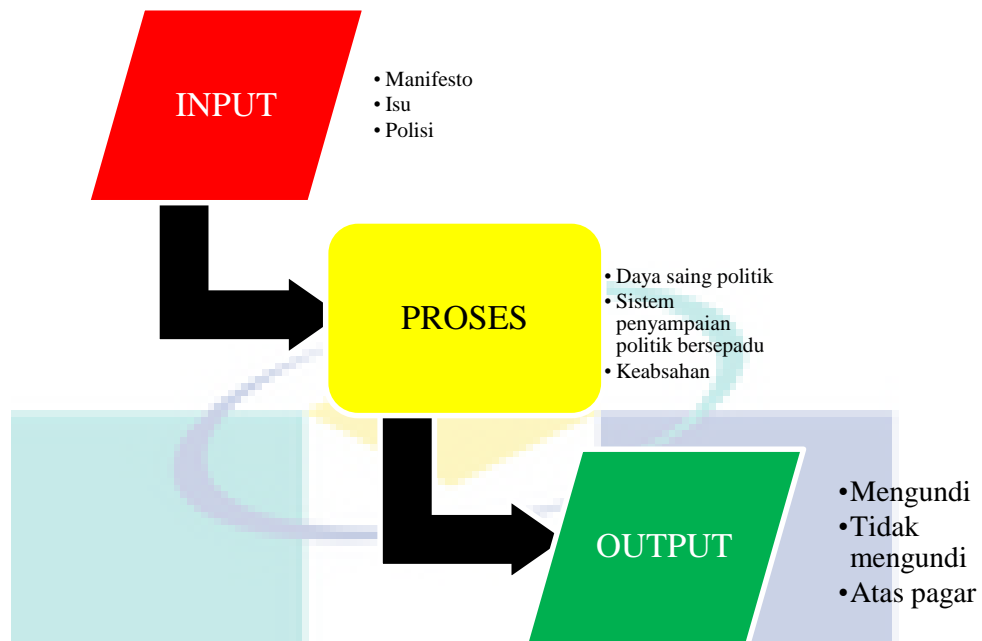 INPUT
• Manifesto
• Isu
• Polisi
PROSES
• Daya saing politik
• Sistem
penyampaian
politik bersepadu
• Keabsahan
OUTPUT
•Mengundi
•Tidak
mengundi
•Atas pagar